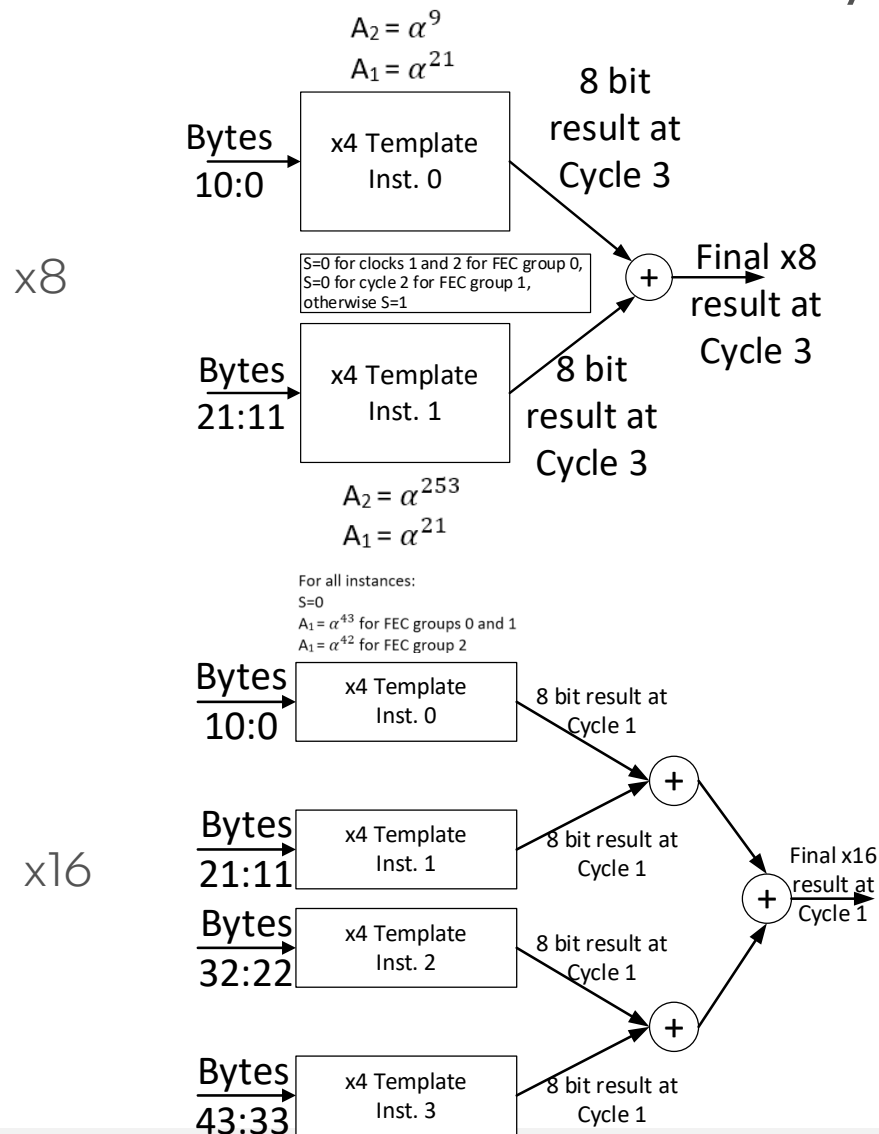 A₂ = α⁹
A₁ = α²¹
8 bit
result at
Cycle 3
Bytes
10:0
x4 Template
Inst. 0
x8
S=0 for clocks 1 and 2 for FEC group 0,
S=0 for cycle 2 for FEC group 1,
otherwise S=1
+
Final x8
result at
Cycle 3
Bytes
21:11
x4 Template
Inst. 1
8 bit
result at
Cycle 3
A₂ = α²⁵³
A₁ = α²¹
For all instances:
S=0
A₁ = α⁴³ for FEC groups 0 and 1
A₁ = α⁴² for FEC group 2
Bytes
10:0
x4 Template
Inst. 0
8 bit result at
Cycle 1
+
x16
Bytes
21:11
x4 Template
Inst. 1
8 bit result at
Cycle 1
+
Final x16
result at
Cycle 1
Bytes
32:22
x4 Template
Inst. 2
8 bit result at
Cycle 1
+
Bytes
43:33
x4 Template
Inst. 3
8 bit result at
Cycle 1